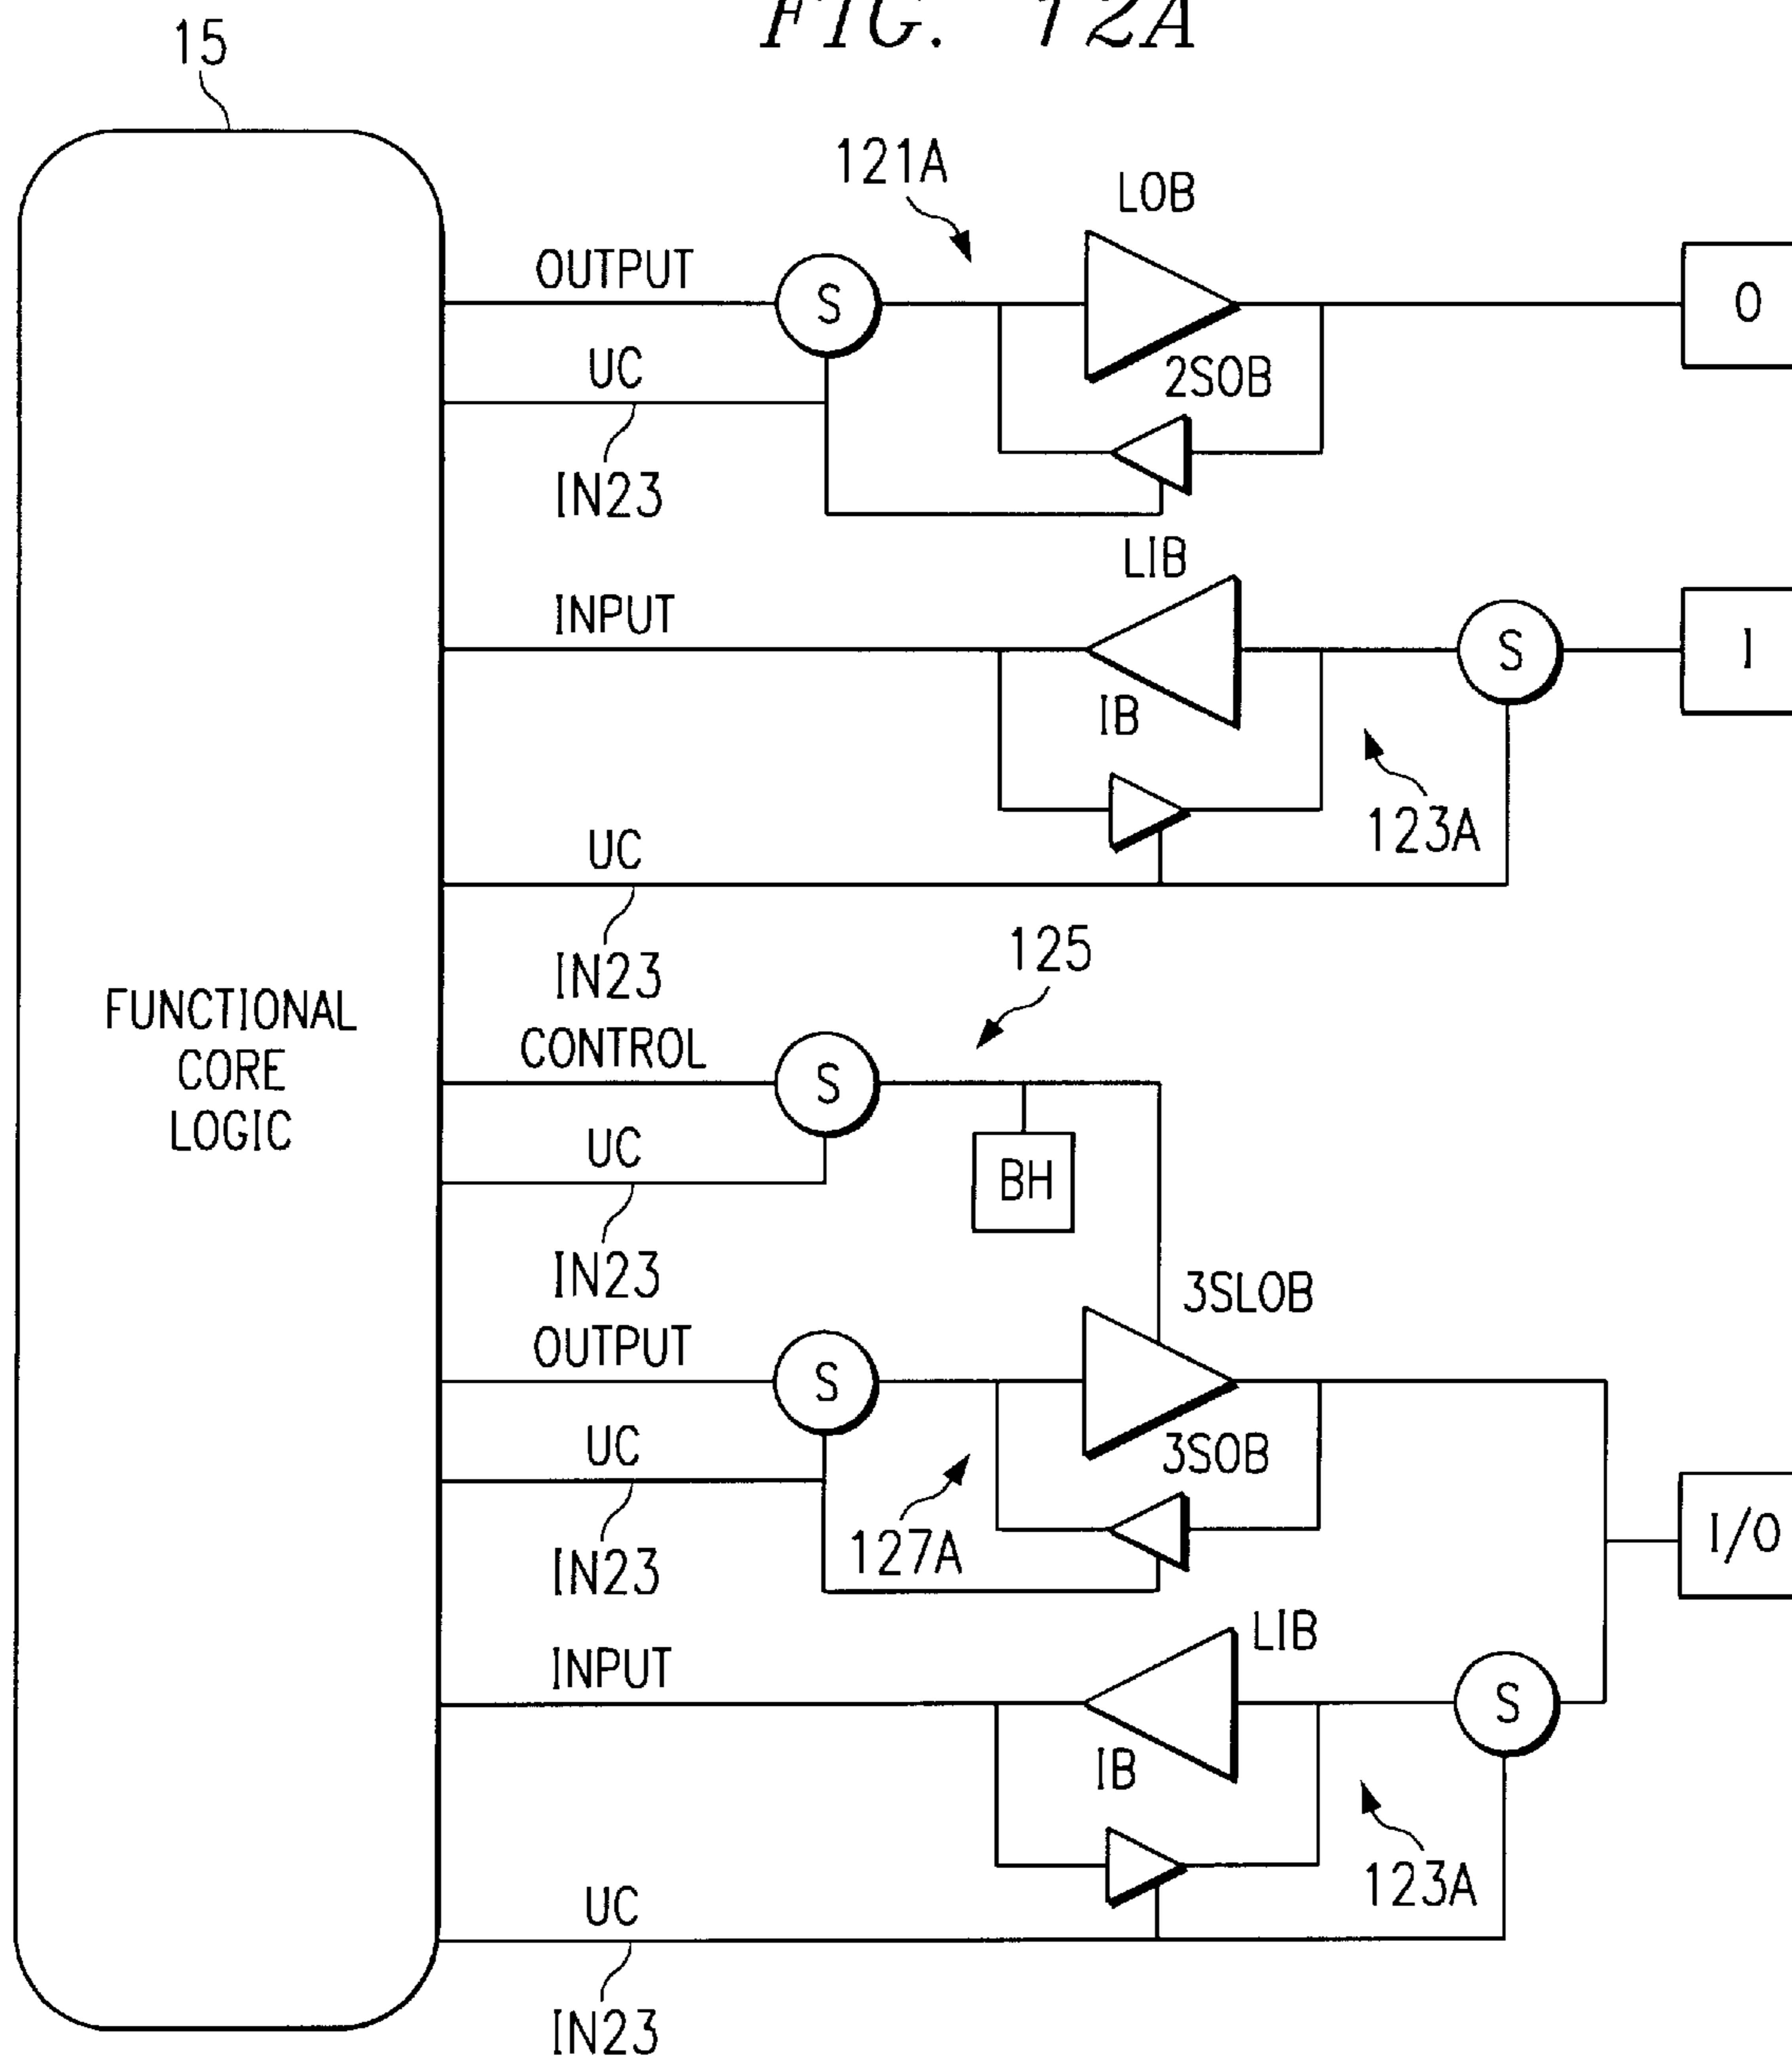 FIG. 12A
15
121A
LOB
OUTPUT
S
O
UC
2SOB
IN23
LIB
INPUT
S
I
IB
123A
UC
IN23
125
FUNCTIONAL
CORE
LOGIC
CONTROL
S
UC
BH
IN23
3SLOB
OUTPUT
S
UC
3SOB
127A
I/O
IN23
LIB
INPUT
S
IB
123A
UC
IN23